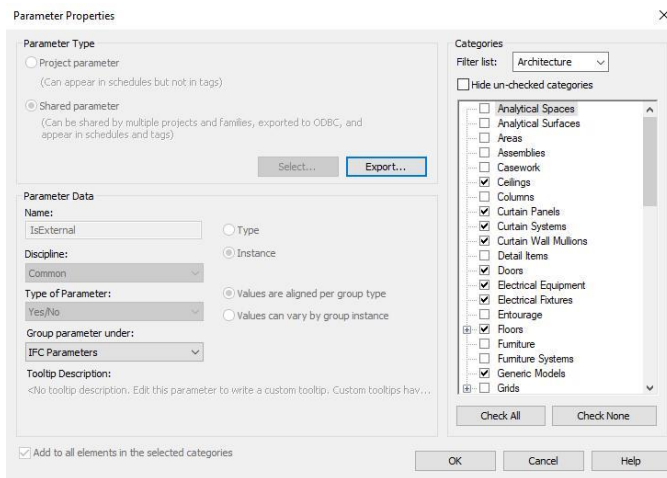 Parameter Properties
Parameter Type
Project parameter
(Can appear in schedules but not in tags)
Shared parameter
(Can be shared by multiple projects and families, exported to ODBC, and
appear in schedules and tags)
Select...
Export...
Parameter Data
Name:
IsExternal
Type
Discipline:
Instance
Common
Type of Parameter:
Values are aligned per group type
Yes/No
Values can vary by group instance
Group parameter under:
IFC Parameters
Tooltip Description:
<No tooltip description. Edit this parameter to write a custom tooltip. Custom tooltips hav...
Add to all elements in the selected categories
Categories
Filter list:
Architecture
Hide un-checked categories
Analytical Spaces
Analytical Surfaces
Areas
Assemblies
Casework
Ceilings
Columns
Curtain Panels
Curtain Systems
Curtain Wall Mullions
Detail Items
Doors
Electrical Equipment
Electrical Fixtures
Entourage
Floors
Furniture
Furniture Systems
Generic Models
Grids
Check All
Check None
OK
Cancel
Help